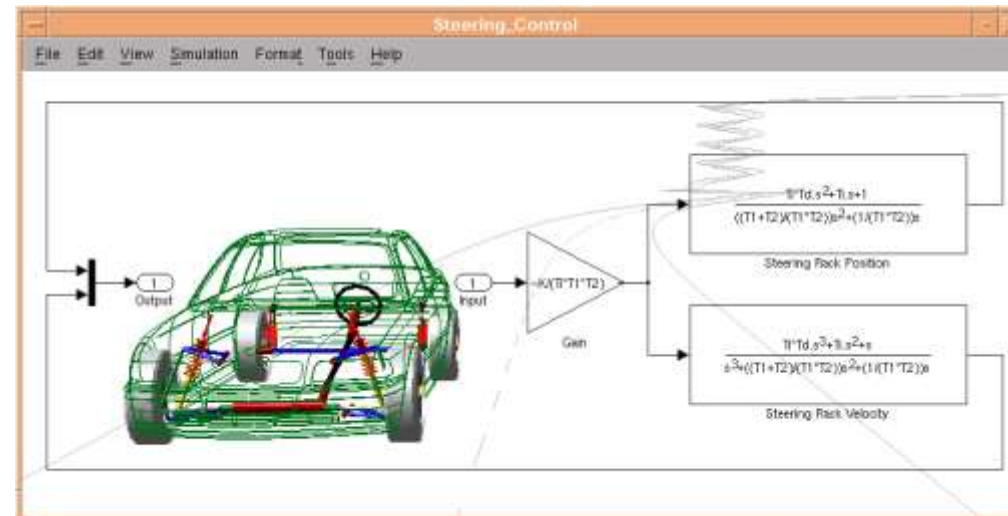 Steering_Control
File Edit View Simulation Format Tools Help
Ti*Td.s2+Ti.s+1
((T1+T2)/(T1*T2))s2+(1/(T1*T2))s
Steering Rack Position
1
Output
1
Input
-K/(Ti*T1*T2)
Gain
Ti*Td.s3+Ti.s2+s
s3+((T1+T2)/(T1*T2))s2+(1/(T1*T2))s
Steering Rack Velocity